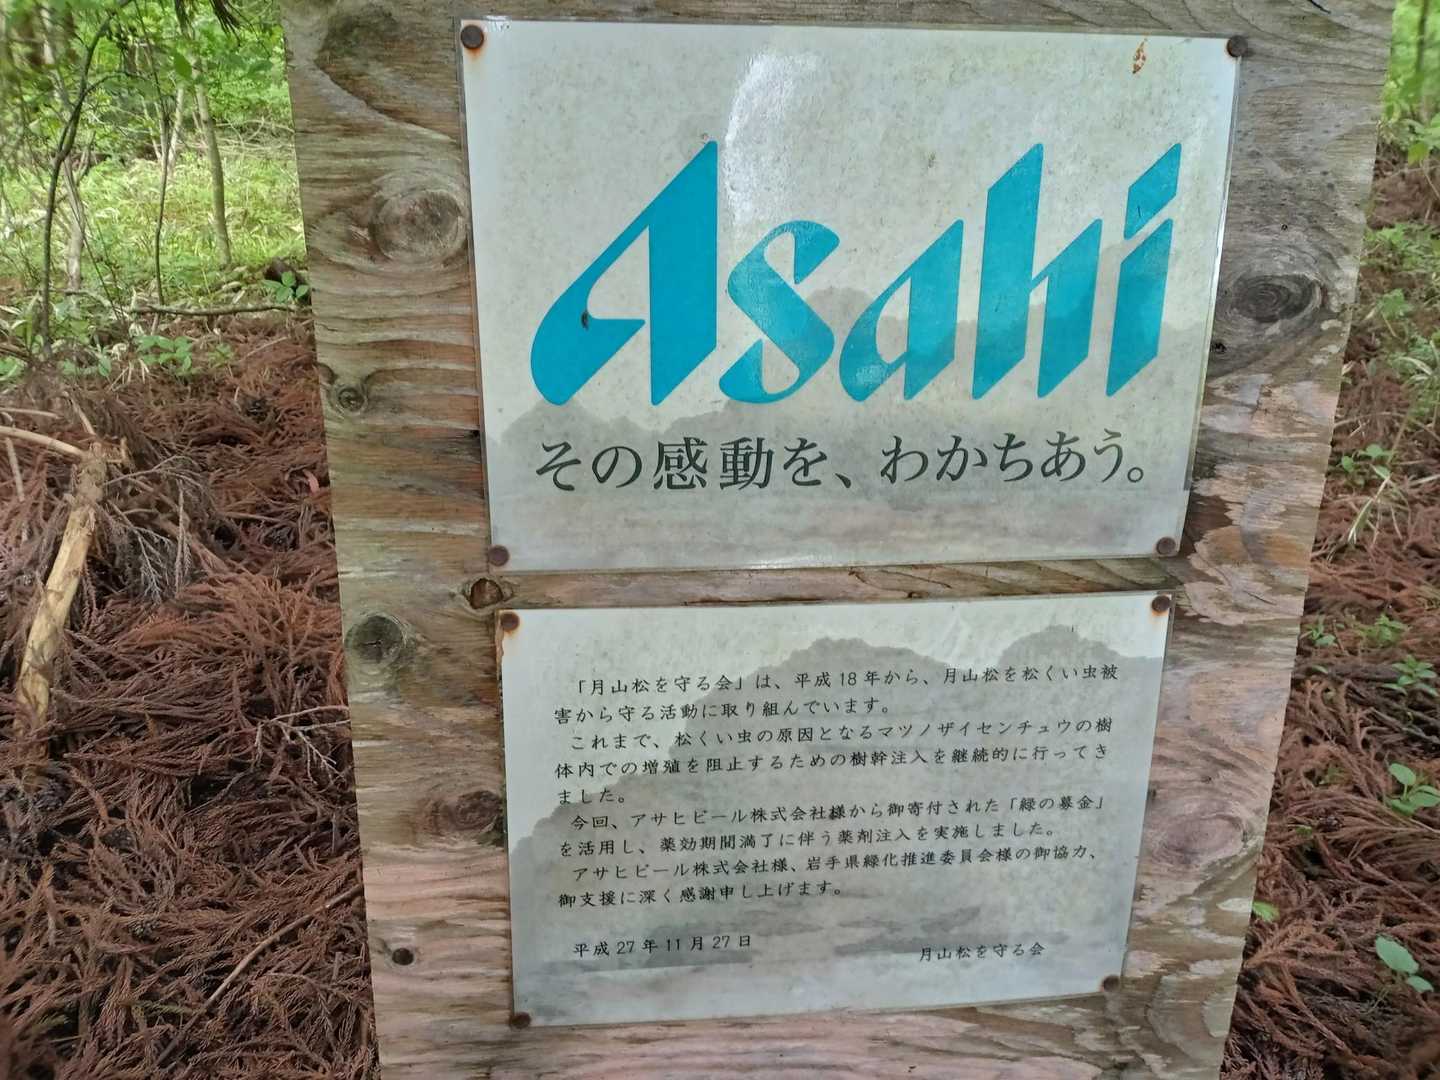 Asahi
その感動を、わかちあう。
「月山松を守る会」は、平成18年から、月山松を松くい虫被
害から守る活動に取り組んでいます。
これまで、松くい虫の原因となるマツノザイセンチュウの樹
体内での増殖を阻止するための樹幹注入を継続的に行ってき
ました。
今回、アサヒビール株式会社様から御寄付された「緑の募金」
を活用し、薬効期間満了に伴う薬剤注入を実施しました。
アサヒビール株式会社様、岩手県緑化推進委員会様の御協力、
御支援に深く感謝申し上げます。
平成27年11月27日
月山松を守る会